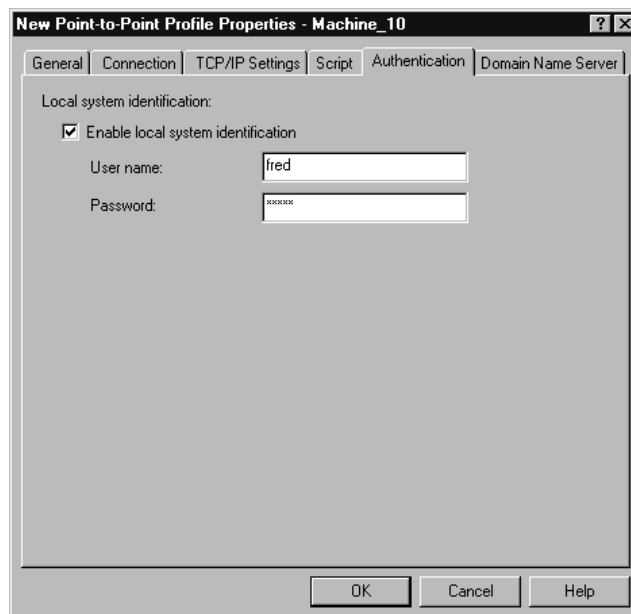 New Point-to-Point Profile Properties - Machine_10
General Connection TCP/IP Settings Script Authentication Domain Name Server
Local system identification:
Enable local system identification
User name: fred
Password: xxxxx
OK Cancel Help